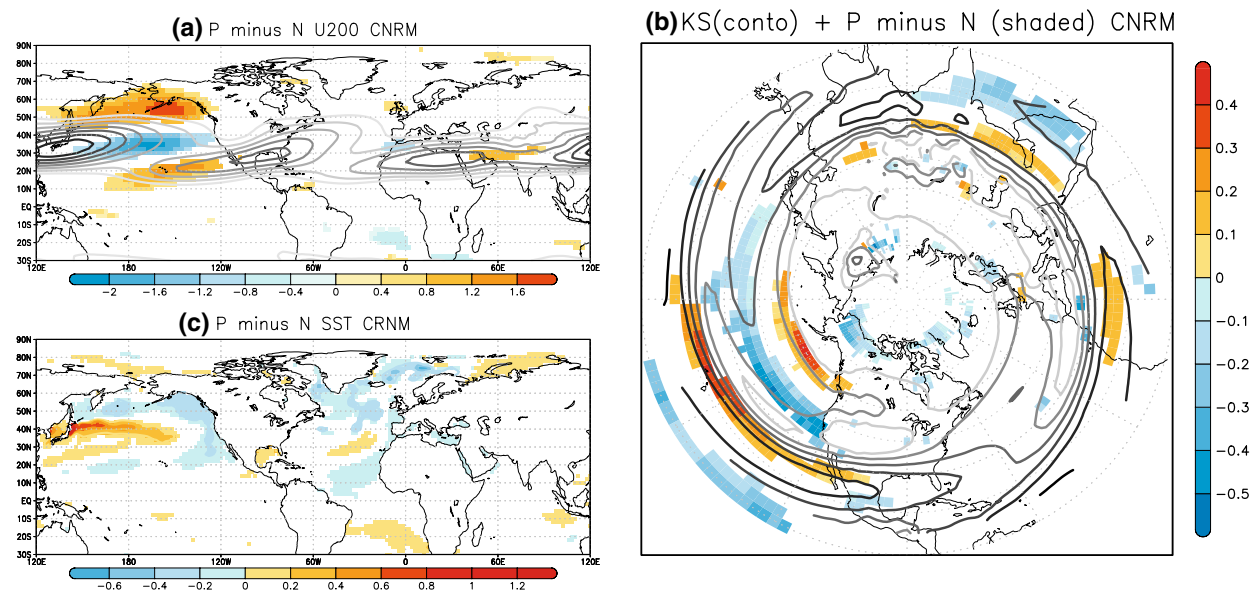 (a) P minus N U200 CNRM
90N
80N
70N
60N
50N
40N
30N
20N
10N
EQ
10S
20S
30S
120E 180 120W 60W 0 60E 120E
−2 −1.6 −1.2 −0.8 −0.4 0 0.4 0.8 1.2 1.6
(c) P minus N SST CRNM
90N
80N
70N
60N
50N
40N
30N
20N
10N
EQ
10S
20S
30S
120E 180 120W 60W 0 60E 120E
−0.6 −0.4 −0.2 0 0.2 0.4 0.6 0.8 1 1.2
(b) KS(conto) + P minus N (shaded) CNRM
0.4
0.3
0.2
0.1
0
−0.1
−0.2
−0.3
−0.4
−0.5